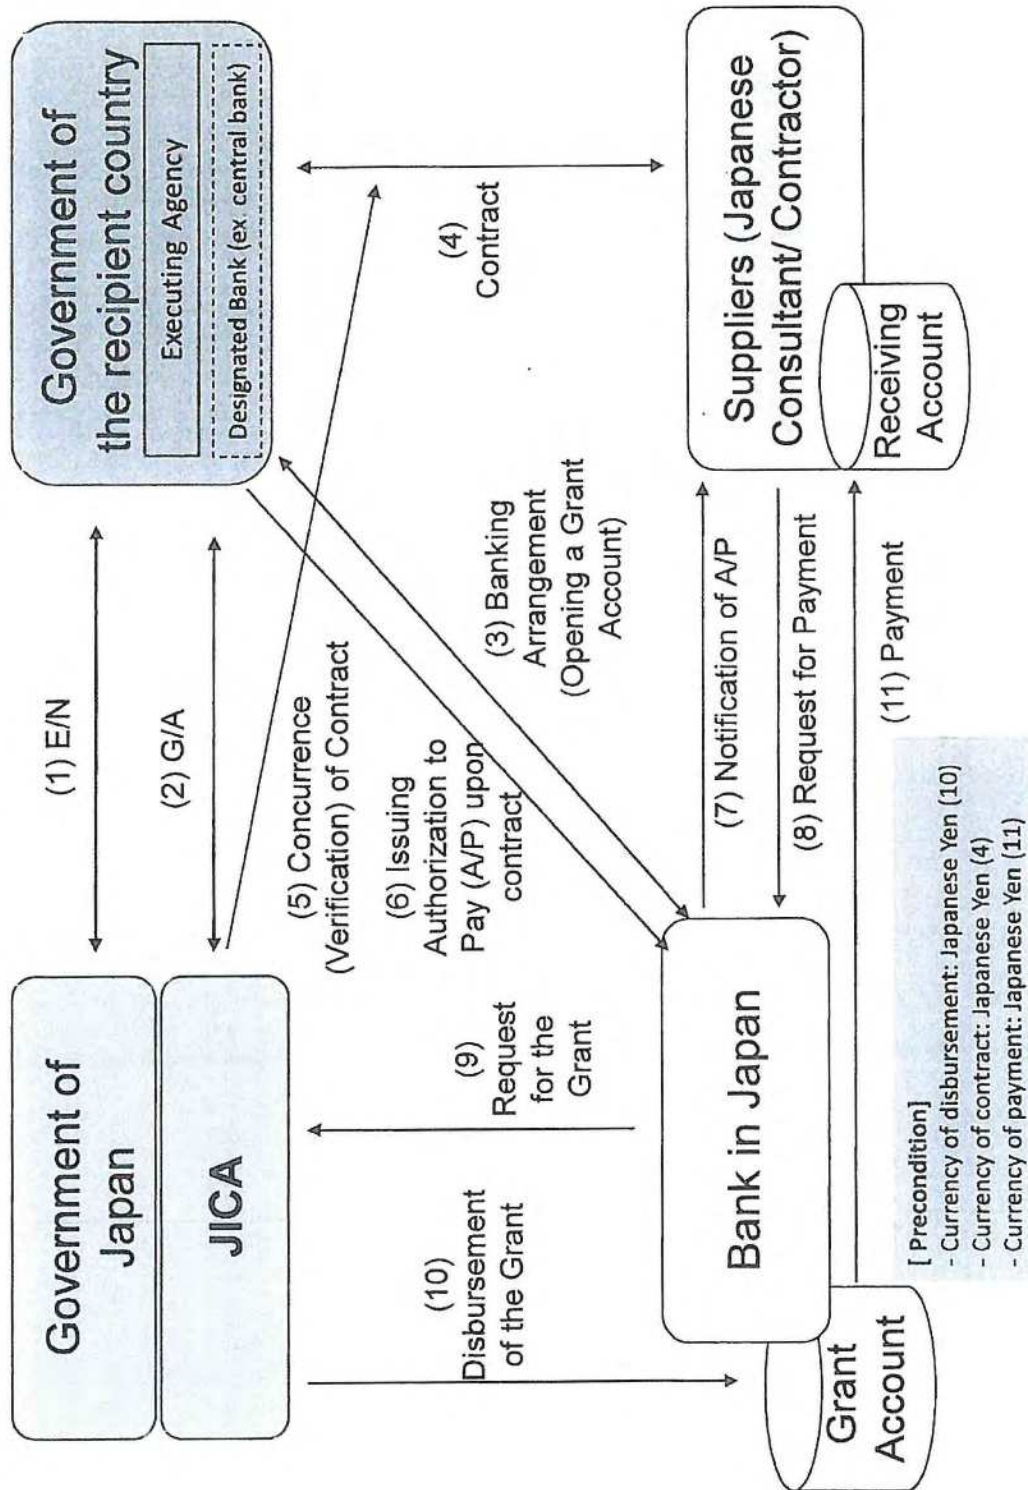 Government of
Japan
JICA
(1) E/N
(2) G/A
Government of
the recipient country
Executing Agency
Designated Bank (ex. central bank)
(5) Concurrence
(Verification) of Contract
(6) Issuing
Authorization to
Pay (A/P) upon
contract
(4)
Contract
(9)
Request
for the
Grant
(10)
Disbursement
of the Grant
(3) Banking
Arrangement
(Opening a Grant
Account)
Bank in Japan
Grant
Account
(7) Notification of A/P
(8) Request for Payment
(11) Payment
Suppliers (Japanese
Consultant/ Contractor)
Receiving
Account
[ Precondition]
- Currency of disbursement: Japanese Yen (10)
- Currency of contract: Japanese Yen (4)
- Currency of payment: Japanese Yen (11)